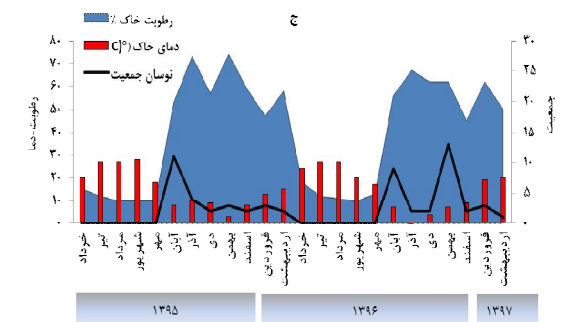 ج
رطوبت خاک %
دمای خاک (°C)
نوسان جمعیت
رطوبت-دما
۸۰
۷۰
۶۰
۵۰
۴۰
۳۰
۲۰
۱۰
۰
جمعیت
۳۰
۲۵
۲۰
۱۵
۱۰
۵
۰
خرداد
تیر
مرداد
شهریور
مهر
آبان
آذر
دی
بهمن
اسفند
فروردین
اردیبهشت
خرداد
تیر
مرداد
شهریور
مهر
آبان
آذر
دی
بهمن
اسفند
فروردین
اردیبهشت
۱۳۹۵
۱۳۹۶
۱۳۹۷